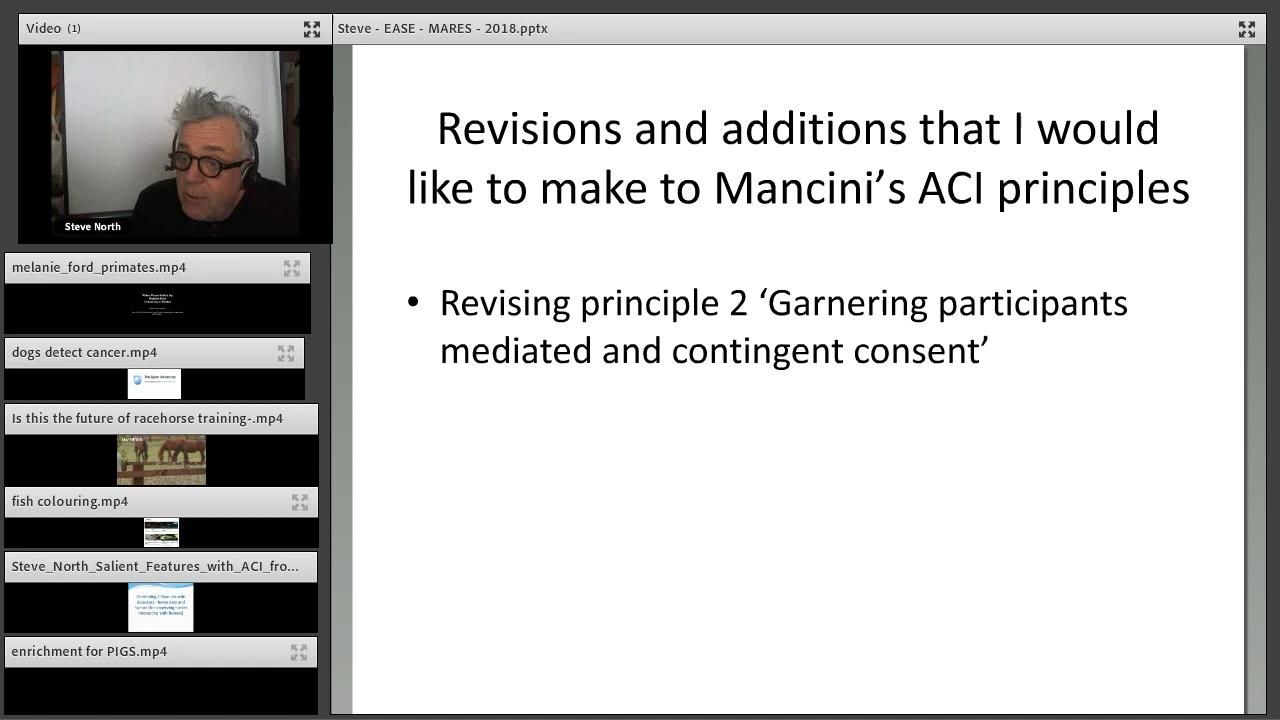 Video (1)
Steve - EASE - MARES - 2018.pptx
Steve North
melanie_ford_primates.mp4
dogs detect cancer.mp4
The Open University
Is this the future of racehorse training-.mp4
fish colouring.mp4
Steve_North_Salient_Features_with_ACI_fro...
enrichment for PIGS.mp4
Revisions and additions that I would
like to make to Mancini’s ACI principles
• Revising principle 2 ‘Garnering participants
mediated and contingent consent’